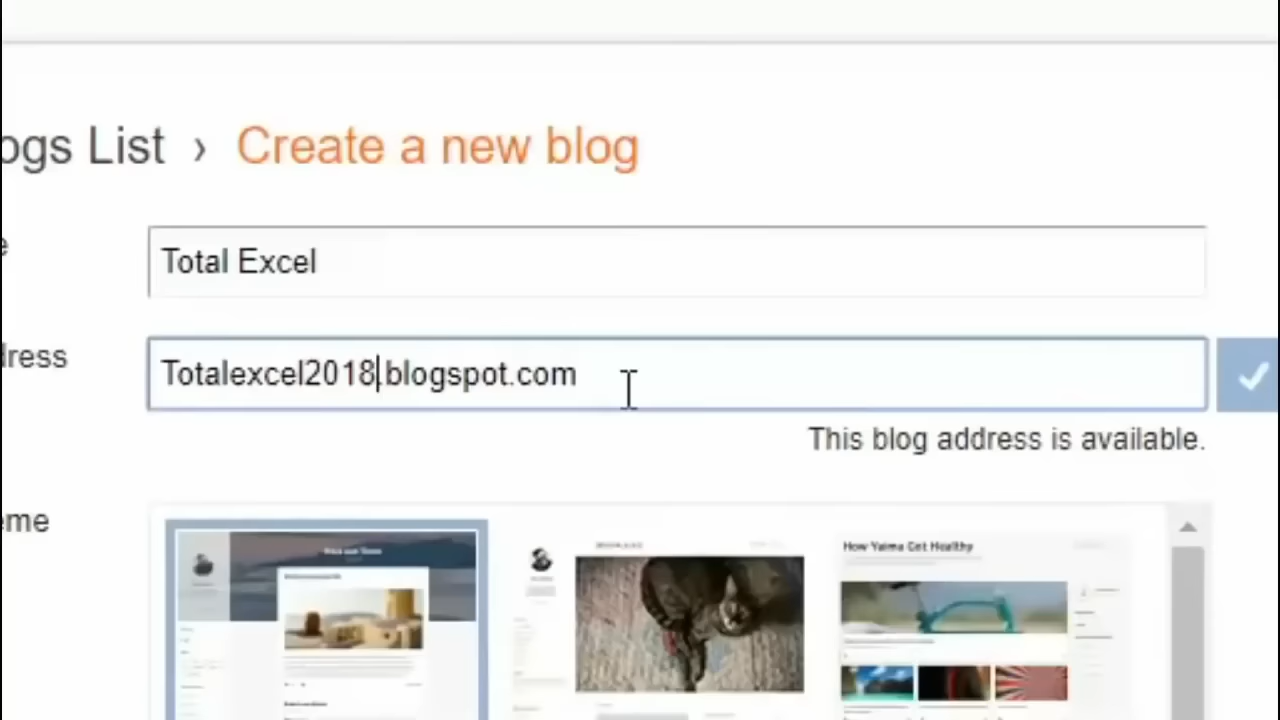 ogs List › Create a new blog
e
Total Excel
dress
Totalexcel2018.blogspot.com
This blog address is available.
eme
How Yaima Got Healthy